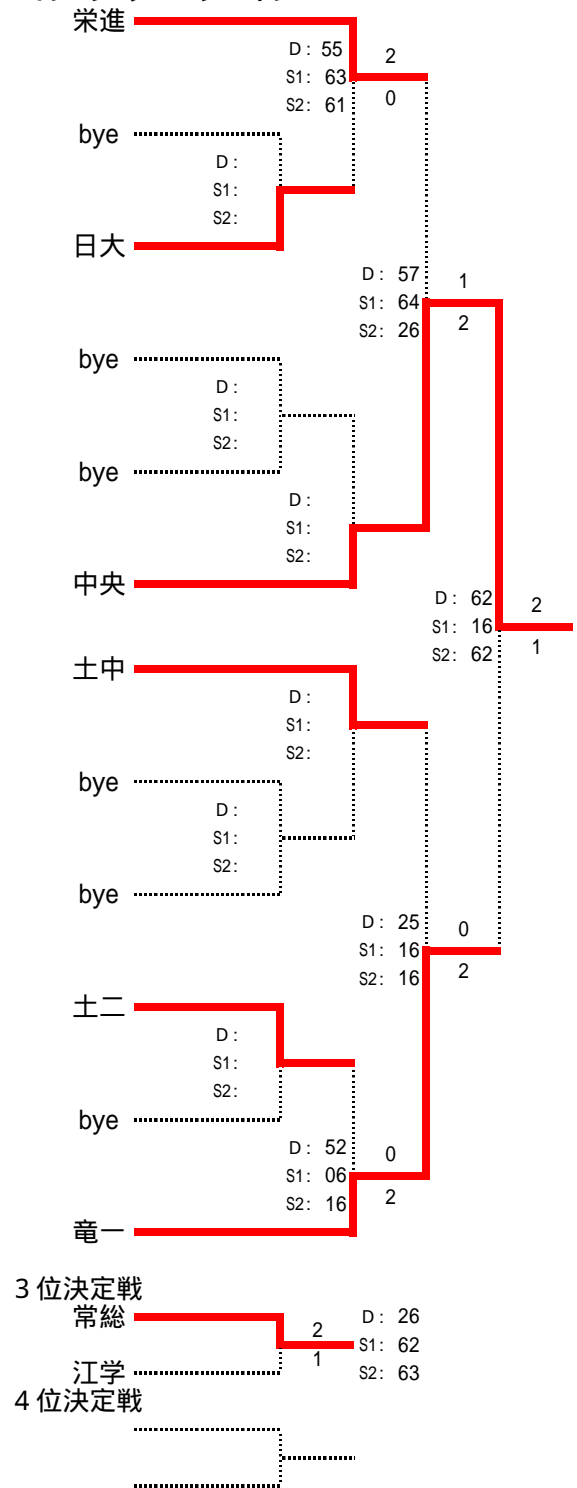 栄進
D: 55 2
S1: 63
S2: 61 0
bye
D:
S1:
S2:
日大
D: 57 1
S1: 64
S2: 26 2
bye
D:
S1:
S2:
bye
D:
S1:
S2:
中央
D: 62 2
S1: 16
S2: 62 1
土中
D:
S1:
S2:
bye
D:
S1:
S2:
bye
D: 25 0
S1: 16
S2: 16 2
土二
D:
S1:
S2:
bye
D: 52 0
S1: 06
S2: 16 2
竜一
3位決定戦
常総 2 D: 26
S1: 62
江学 1 S2: 63
4位決定戦